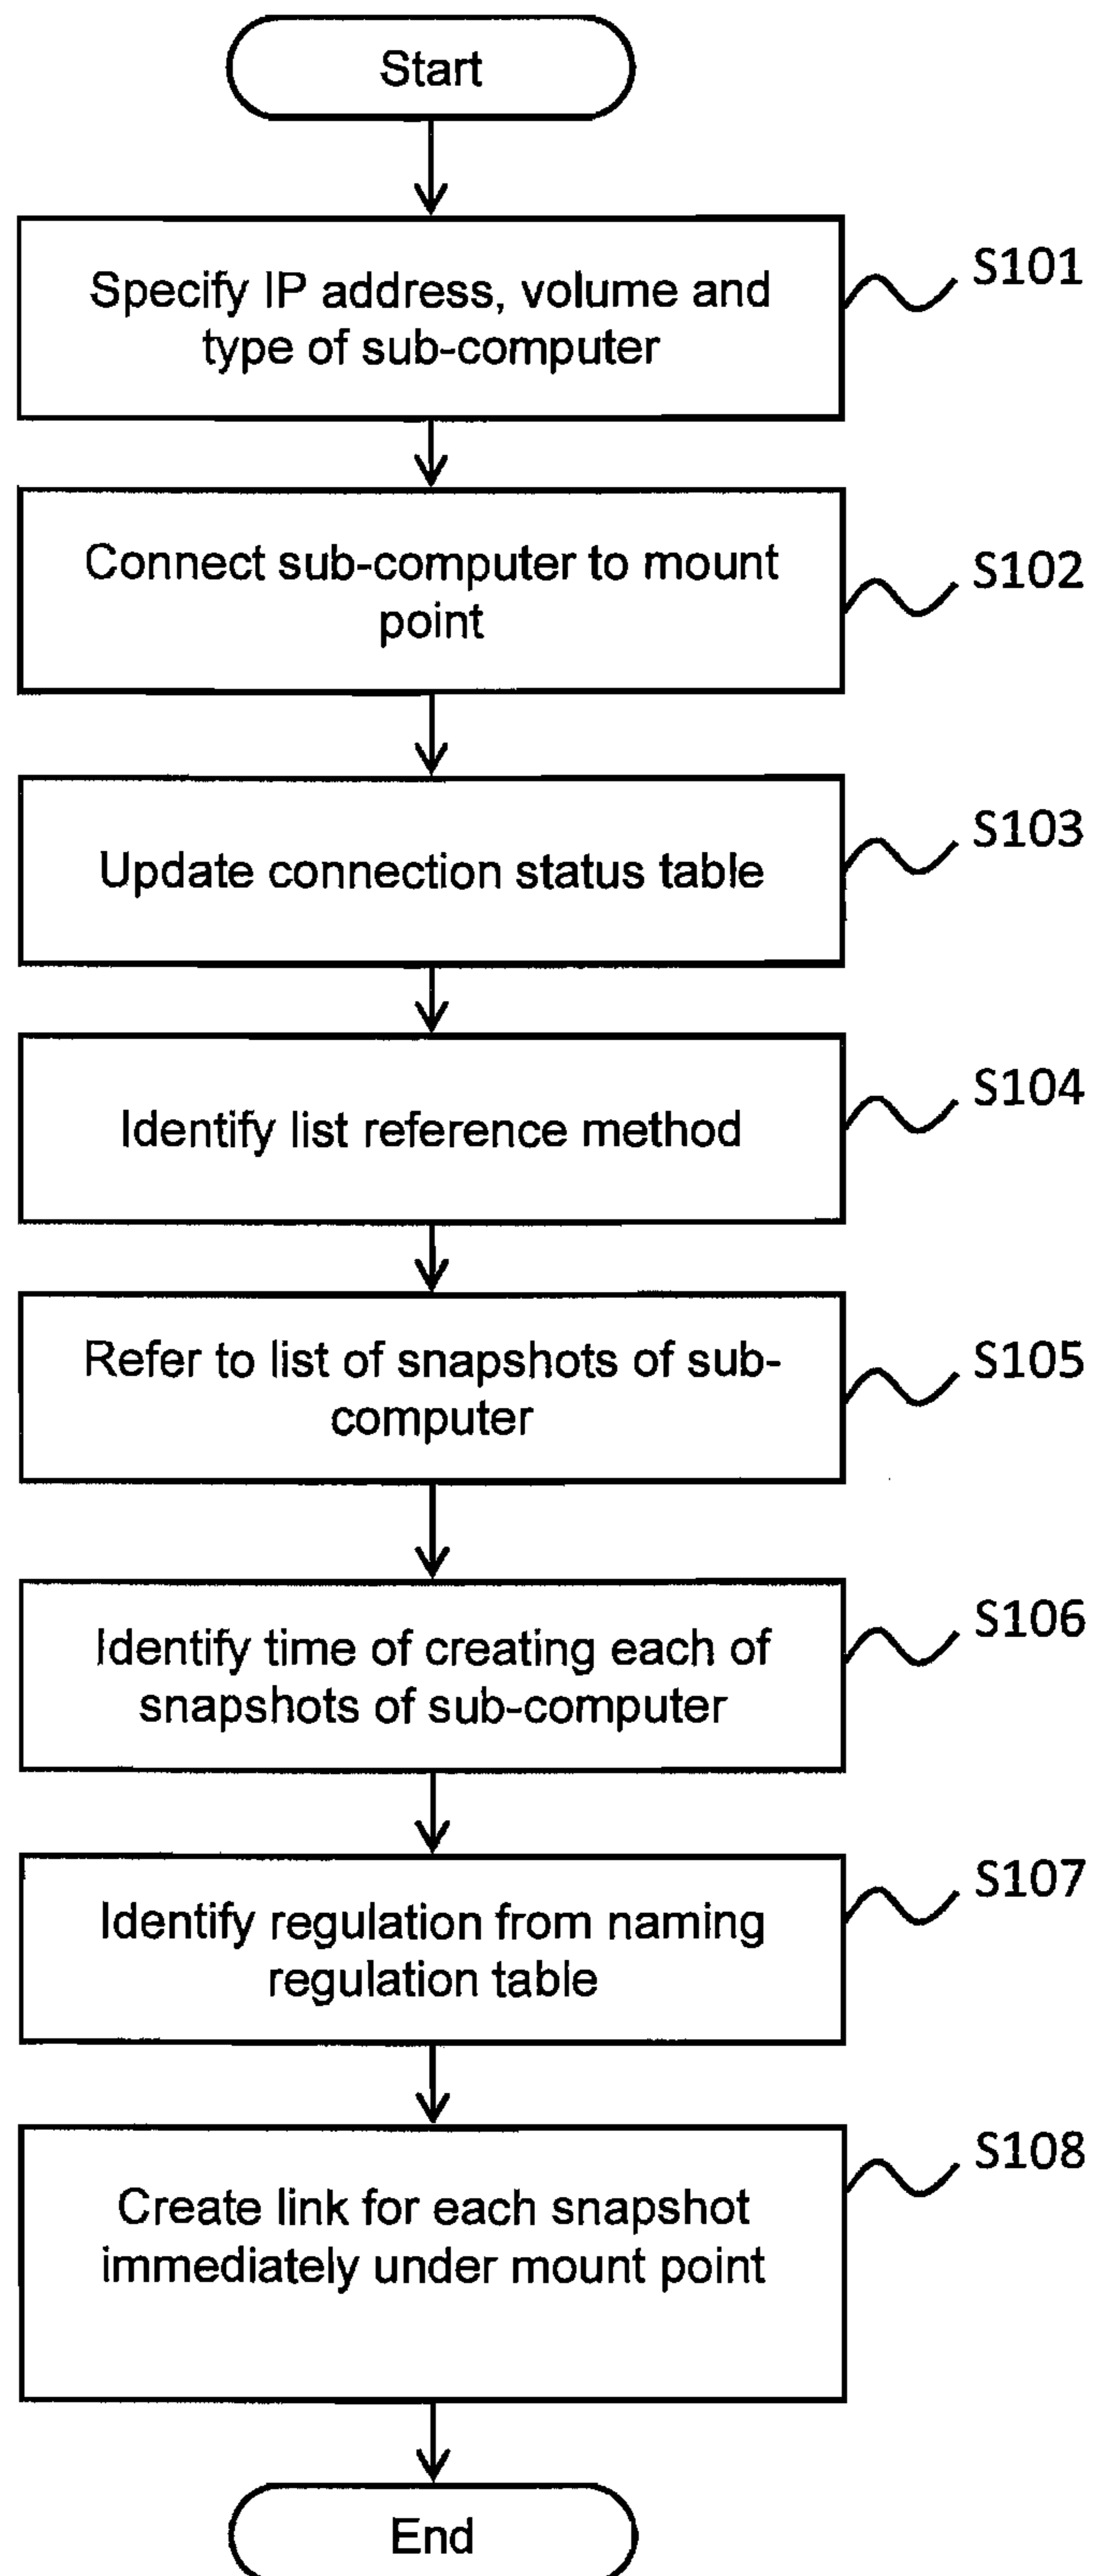 Start
Specify IP address, volume and
type of sub-computer
S101
Connect sub-computer to mount
point
S102
Update connection status table
S103
Identify list reference method
S104
Refer to list of snapshots of sub-
computer
S105
Identify time of creating each of
snapshots of sub-computer
S106
Identify regulation from naming
regulation table
S107
Create link for each snapshot
immediately under mount point
S108
End